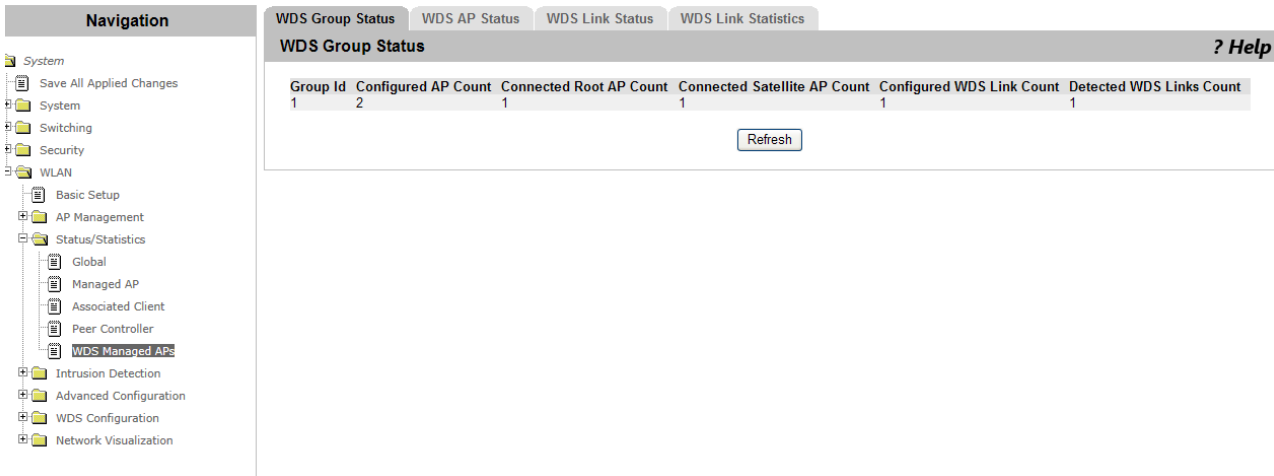 Navigation
System
Save All Applied Changes
System
Switching
Security
WLAN
Basic Setup
AP Management
Status/Statistics
Global
Managed AP
Associated Client
Peer Controller
WDS Managed APs
Intrusion Detection
Advanced Configuration
WDS Configuration
Network Visualization
WDS Group Status WDS AP Status WDS Link Status WDS Link Statistics
WDS Group Status ? Help
Group Id Configured AP Count Connected Root AP Count Connected Satellite AP Count Configured WDS Link Count Detected WDS Links Count
1 2 1 1 1 1
Refresh